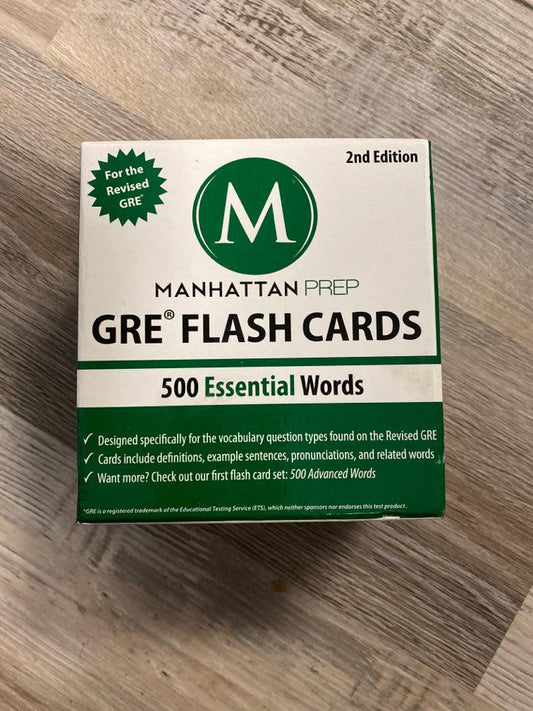 2nd Edition
For the
Revised
GRE*
M
MANHATTAN PREP
GRE® FLASH CARDS
500 Essential Words
✓ Designed specifically for the vocabulary question types found on the Revised GRE
✓ Cards include definitions, example sentences, pronunciations, and related words
✓ Want more? Check out our first flash card set: 500 Advanced Words
*GRE is a registered trademark of the Educational Testing Service (ETS), which neither sponsors nor endorses this test product.